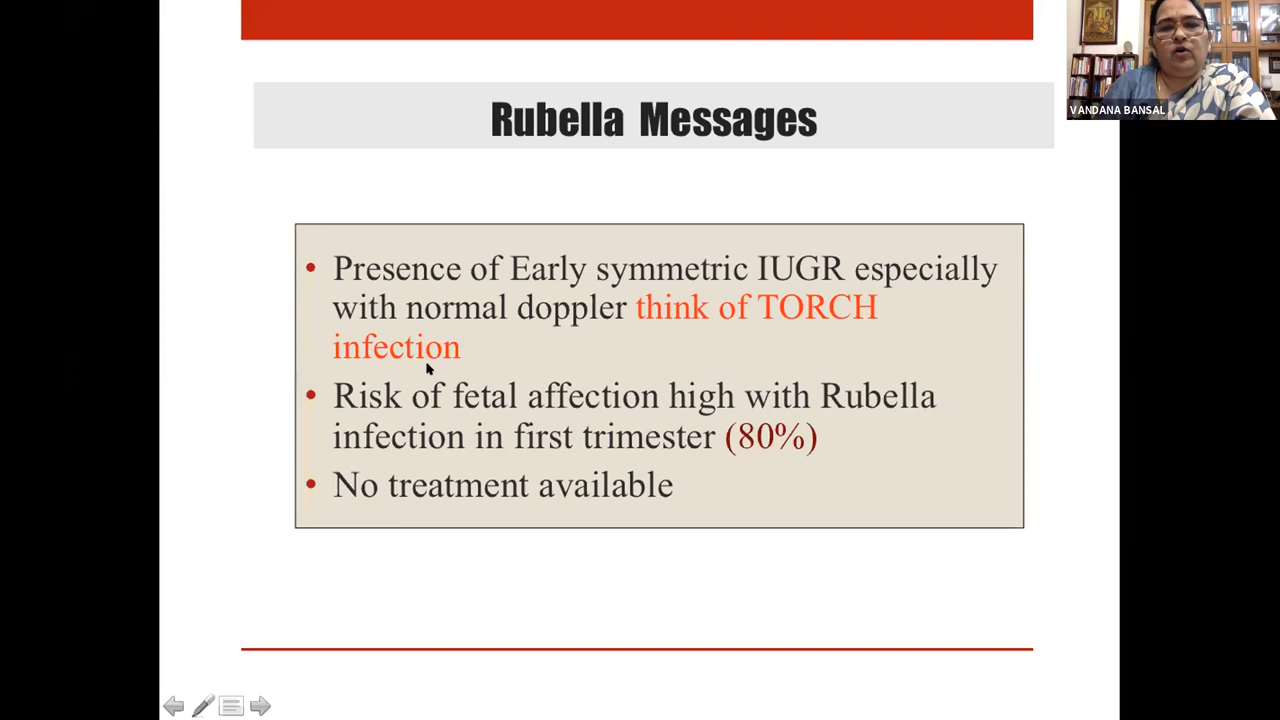 VANDANA BANSAL
Rubella Messages
• Presence of Early symmetric IUGR especially
with normal doppler think of TORCH
infection
• Risk of fetal affection high with Rubella
infection in first trimester (80%)
• No treatment available